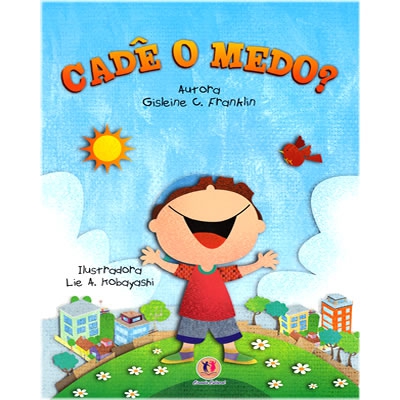 CADÊ O MEDO?
Autora
Gisleine C. Franklin
Ilustradora
Lie A. Kobayashi